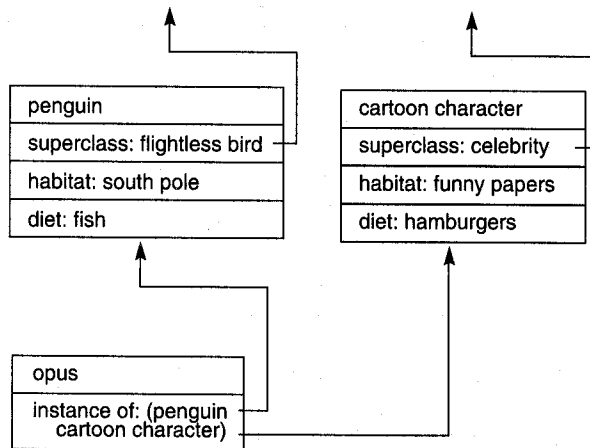 penguin
superclass: flightless bird
habitat: south pole
diet: fish
cartoon character
superclass: celebrity
habitat: funny papers
diet: hamburgers
opus
instance of: (penguin
cartoon character)